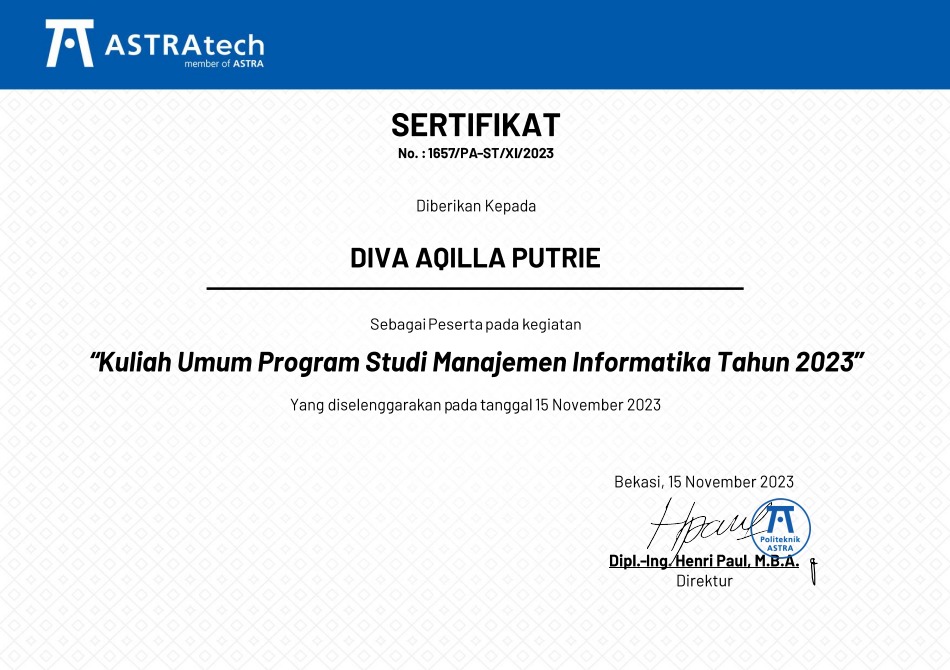 ASTRAtech
member of ASTRA
SERTIFIKAT
No. : 1657/PA-ST/XI/2023
Diberikan Kepada
DIVA AQILLA PUTRIE
Sebagai Peserta pada kegiatan
“Kuliah Umum Program Studi Manajemen Informatika Tahun 2023”
Yang diselenggarakan pada tanggal 15 November 2023
Bekasi, 15 November 2023
Politeknik
ASTRA
Dipl.-Ing. Henri Paul, M.B.A.
Direktur